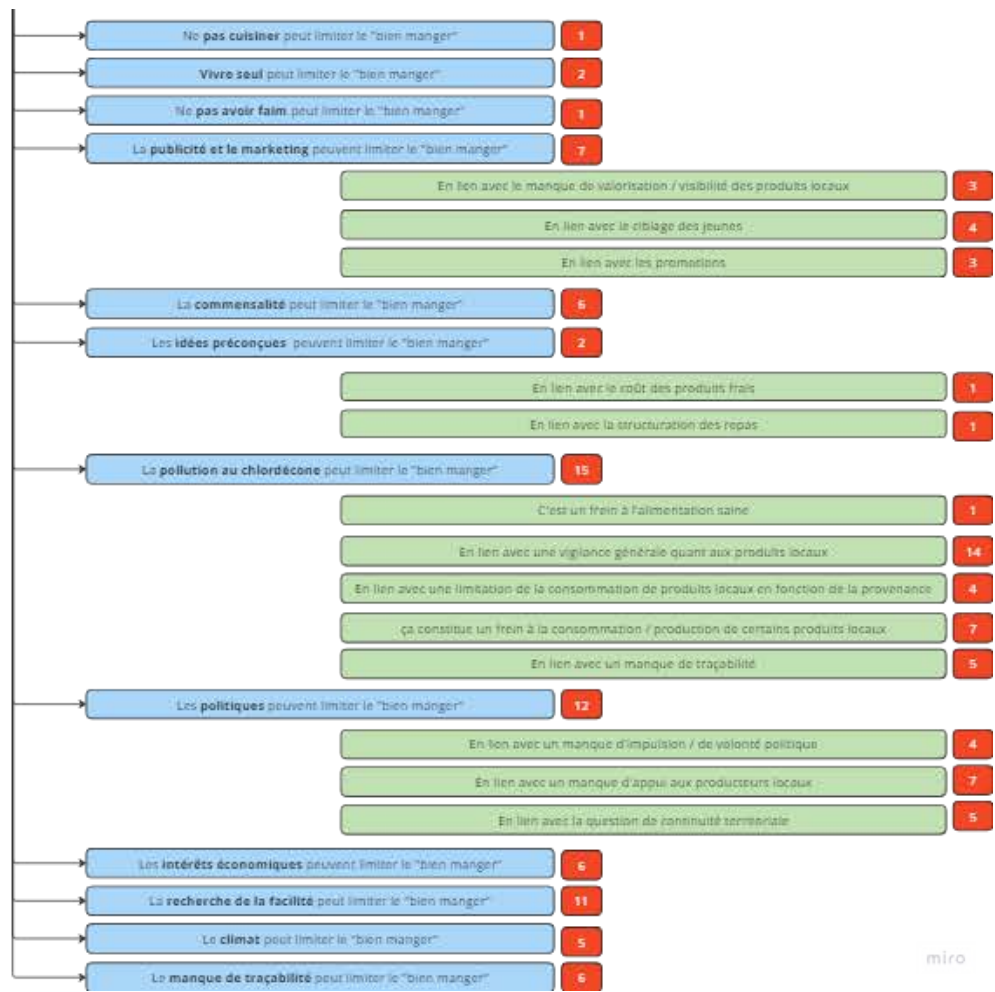 Ne pas cuisiner peut limiter le "bien manger" 1
Vivre seul peut limiter le "bien manger" 2
Ne pas avoir faim peut limiter le "bien manger" 1
La publicité et le marketing peuvent limiter le "bien manger" 7
En lien avec le manque de valorisation / visibilité des produits locaux 3
En lien avec le ciblage des jeunes 4
En lien avec les promotions 3
La commensalité peut limiter le "bien manger" 6
Les idées préconçues peuvent limiter le "bien manger" 2
En lien avec le coût des produits frais 1
En lien avec la structuration des repas 1
La pollution au chlordécone peut limiter le "bien manger" 15
C'est un frein à l'alimentation saine 1
En lien avec une vigilance générale quant aux produits locaux 14
En lien avec une limitation de la consommation de produits locaux en fonction de la provenance 4
ça constitue un frein à la consommation / production de certains produits locaux 7
En lien avec un manque de traçabilité 5
Les politiques peuvent limiter le "bien manger" 12
En lien avec un manque d'impulsion / de volonté politique 4
En lien avec un manque d'appui aux producteurs locaux 7
En lien avec la question de continuité territoriale 5
Les intérêts économiques peuvent limiter le "bien manger" 6
La recherche de la facilité peut limiter le "bien manger" 11
Le climat peut limiter le "bien manger" 5
Le manque de traçabilité peut limiter le "bien manger" 6
miro